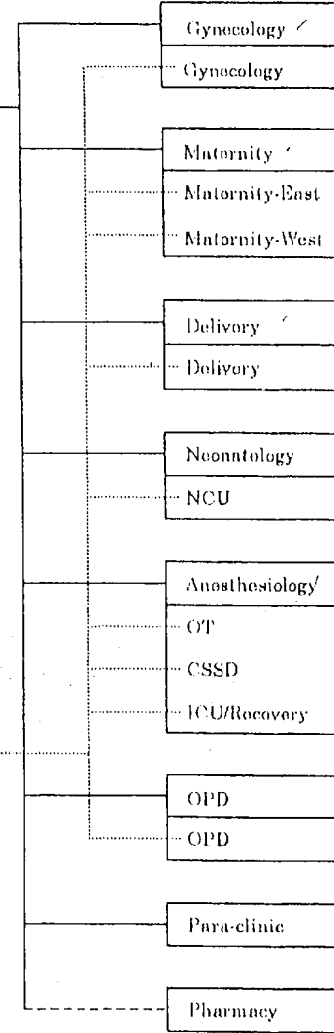 Gynecology
Gynecology
Maternity
Maternity-East
Maternity-West
Delivery
Delivery
Neonatology
NCU
Anesthesiology
OT
CSSD
ICU/Recovery
OPD
OPD
Para-clinic
Pharmacy